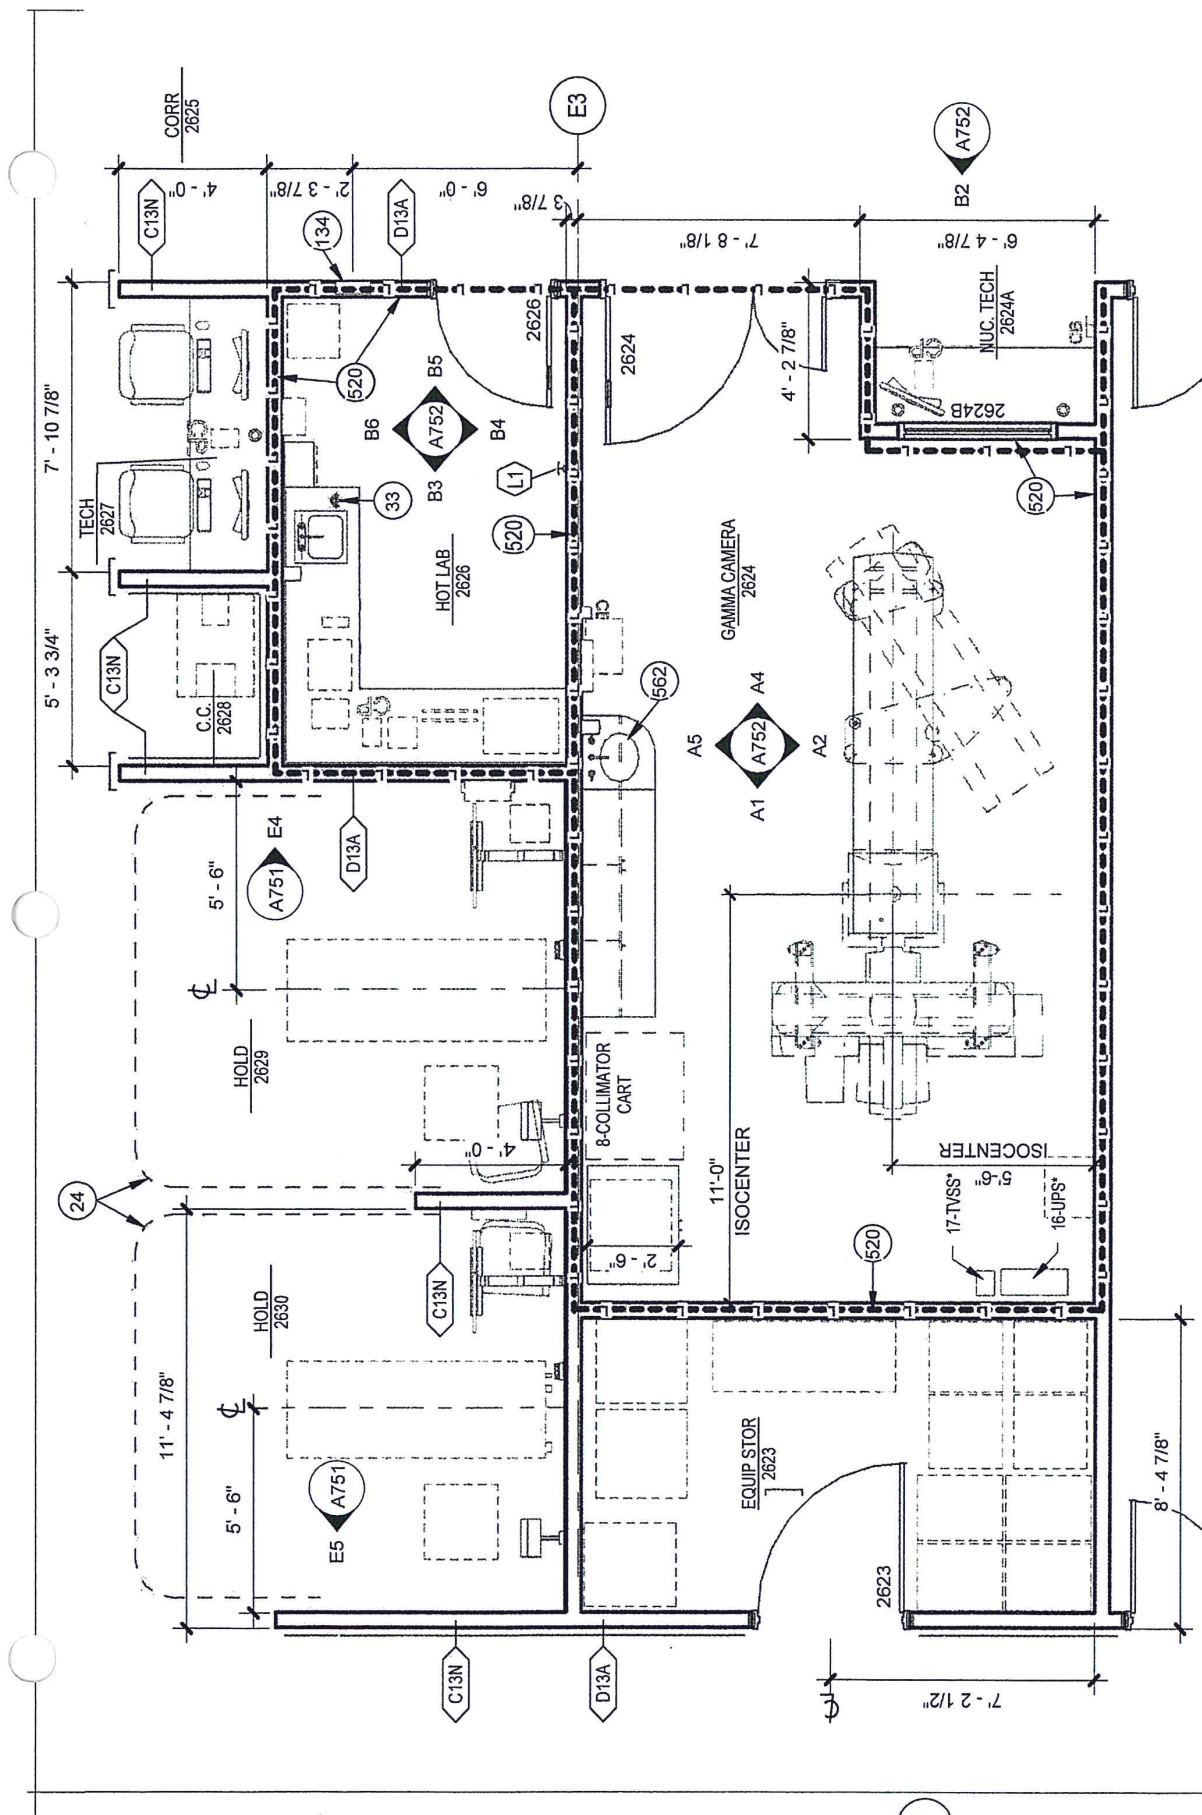 CORR
2625
C13N
4' - 0"
2' - 3 7/8"
134
D13A
6' - 0"
3 7/8"
E3
7' - 8 1/8"
A752
B2
6' - 4 7/8"
7' - 10 7/8"
TECH
2627
5' - 3 3/4"
C13N
C.C.
2628
520
B6
B5
A752
B3
B4
2626
33
L1
520
HOT LAB
2626
2624
4' - 2 7/8"
NUC. TECH
2624A
2624B
520
GAMMA CAMERA
2624
562
A5
A4
A752
A1
A2
D13A
E4
A751
5' - 6"
HOLD
2629
24
4' - 0"
8-COLLIMATOR
CART
11'-0"
ISOCENTER
ISOCENTER
5'-6"
17-TVSS*
16-UPS*
2' - 6"
520
C13N
HOLD
2630
11' - 4 7/8"
5' - 6"
A751
E5
EQUIP STOR
2623
2623
8' - 4 7/8"
C13N
D13A
7' - 2 1/2"